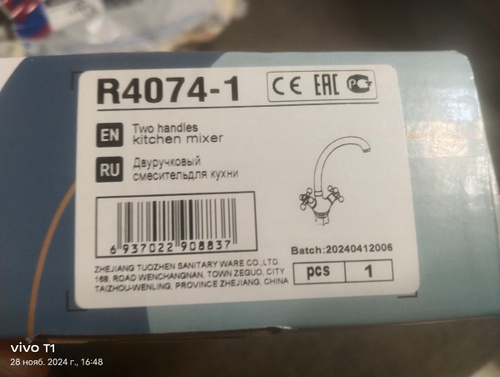 R4074-1
CE EAC PCT
EN
Two handles
kitchen mixer
RU
Двуручковый
смесительдля кухни
6 937022 908837
Batch:20240412006
pcs 1
ZHEJIANG TUOZHEN SANITARY WARE CO.,LTD
168, ROAD WENCHANGNAN, TOWN ZEGUO, CITY
TAIZHOU-WENLING, PROVINCE ZHEJIANG, CHINA
vivo T1
28 нояб. 2024 г., 16:48